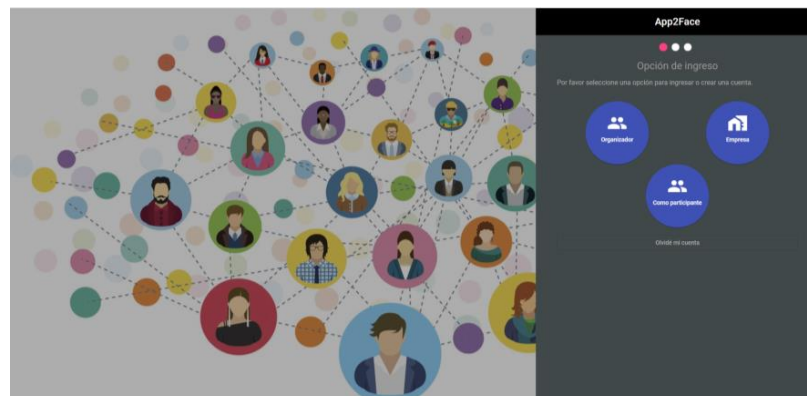 App2Face
Opción de ingreso
Por favor seleccione una opción para ingresar o crear una cuenta.
Organizador
Empresa
Como participante
Olvidé mi cuenta